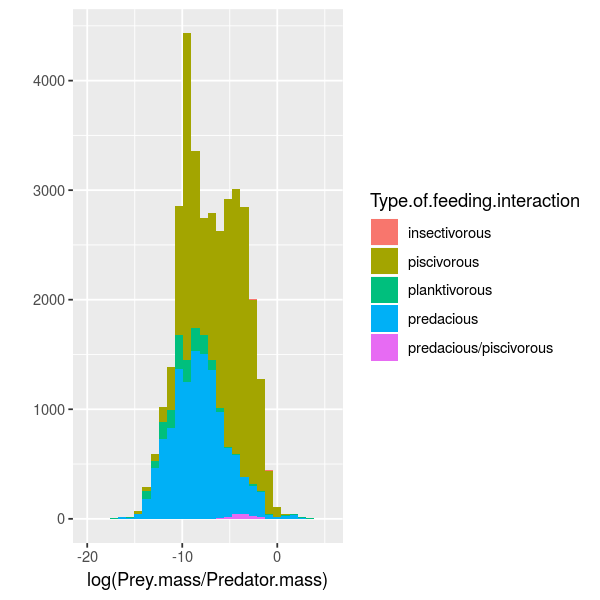 4000
3000
2000
1000
0
-20 -10 0
log(Prey.mass/Predator.mass)
Type.of.feeding.interaction
insectivorous
piscivorous
planktivorous
predacious
predacious/piscivorous